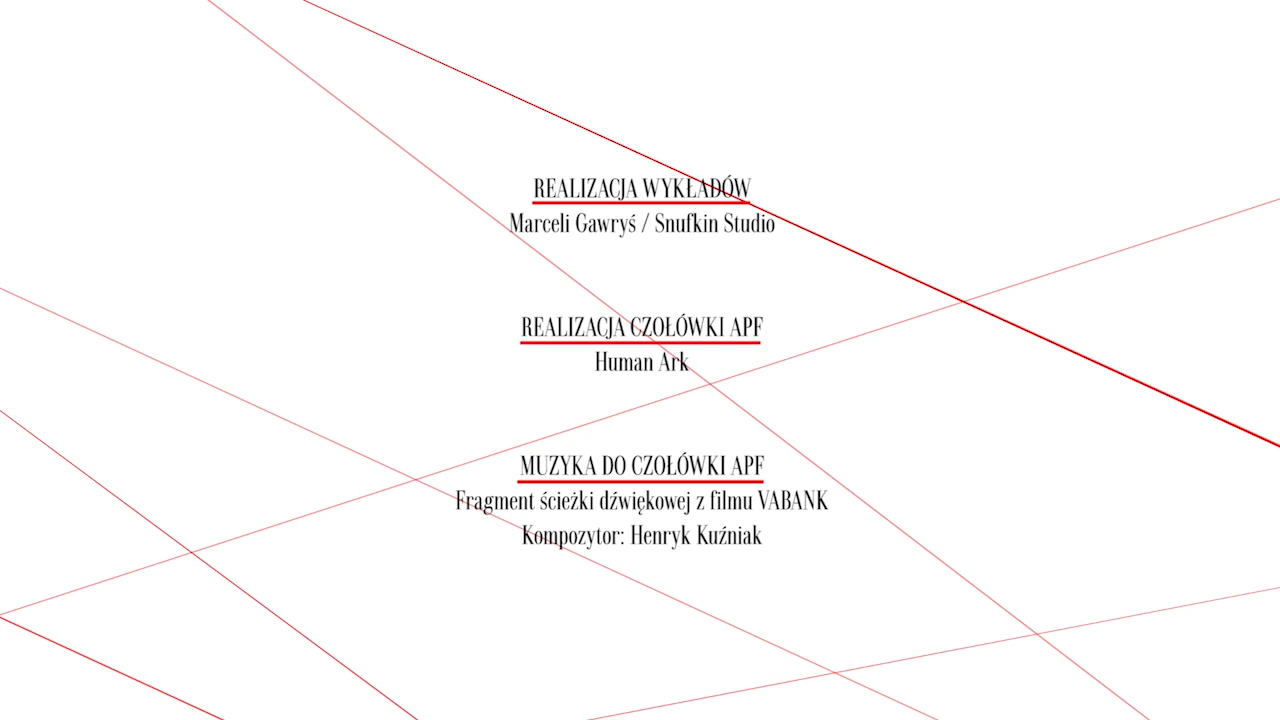 REALIZACJA WYKŁADÓW
Marceli Gawryś / Snufkin Studio
REALIZACJA CZOŁÓWKI APF
Human Ark
MUZYKA DO CZOŁÓWKI APF
Fragment ścieżki dźwiękowej z filmu VABANK
Kompozytor: Henryk Kuźniak